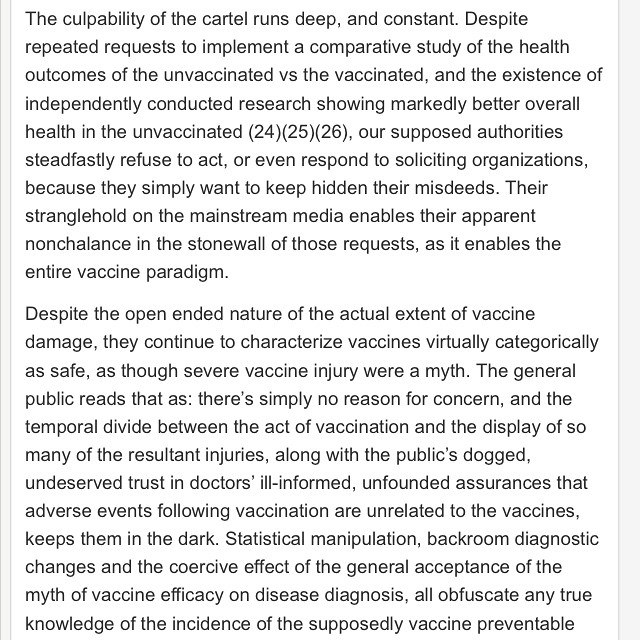 The culpability of the cartel runs deep, and constant. Despite
repeated requests to implement a comparative study of the health
outcomes of the unvaccinated vs the vaccinated, and the existence of
independently conducted research showing markedly better overall
health in the unvaccinated (24)(25)(26), our supposed authorities
steadfastly refuse to act, or even respond to soliciting organizations,
because they simply want to keep hidden their misdeeds. Their
stranglehold on the mainstream media enables their apparent
nonchalance in the stonewall of those requests, as it enables the
entire vaccine paradigm.
Despite the open ended nature of the actual extent of vaccine
damage, they continue to characterize vaccines virtually categorically
as safe, as though severe vaccine injury were a myth. The general
public reads that as: there’s simply no reason for concern, and the
temporal divide between the act of vaccination and the display of so
many of the resultant injuries, along with the public’s dogged,
undeserved trust in doctors’ ill-informed, unfounded assurances that
adverse events following vaccination are unrelated to the vaccines,
keeps them in the dark. Statistical manipulation, backroom diagnostic
changes and the coercive effect of the general acceptance of the
myth of vaccine efficacy on disease diagnosis, all obfuscate any true
knowledge of the incidence of the supposedly vaccine preventable